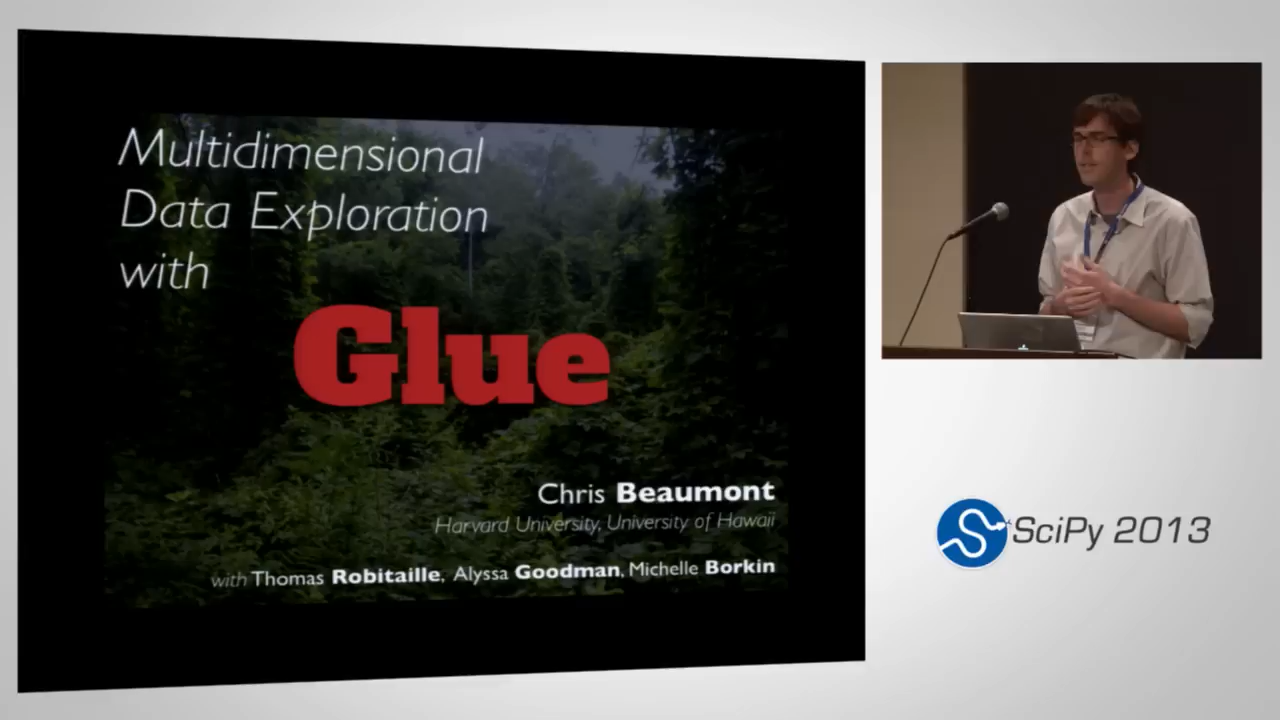 Multidimensional
Data Exploration
with
Glue
Chris Beaumont
Harvard University, University of Hawaii
with Thomas Robitaille, Alyssa Goodman, Michelle Borkin
SciPy 2013